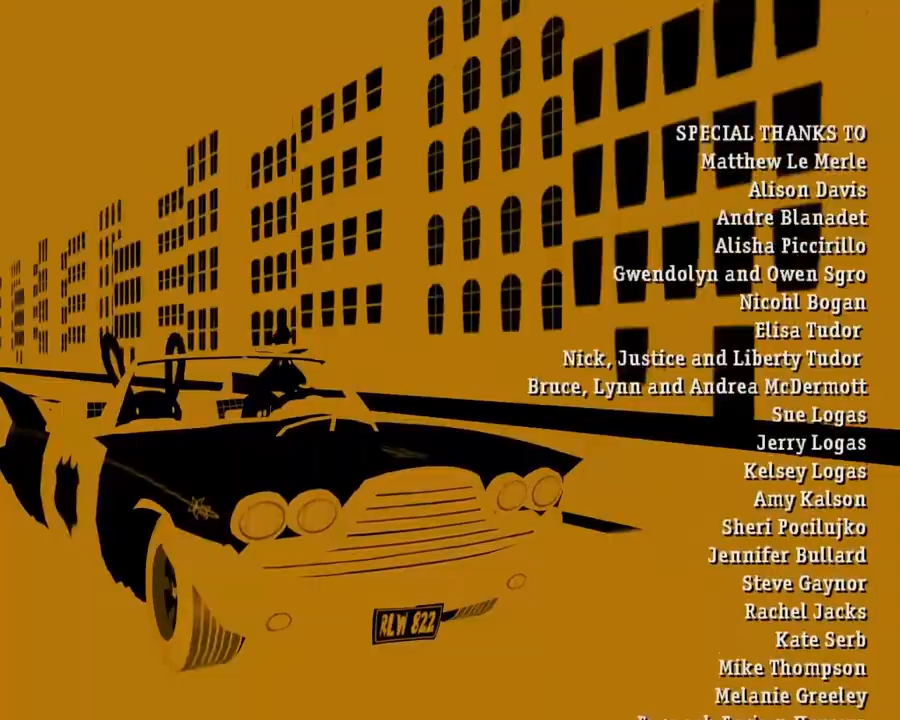 SPECIAL THANKS TO
Matthew Le Merle
Alison Davis
Andre Blanadet
Alisha Piccirillo
Gwendolyn and Owen Sgro
Nicohl Bogan
Elisa Tudor
Nick, Justice and Liberty Tudor
Bruce, Lynn and Andrea McDermott
Sue Logas
Jerry Logas
Kelsey Logas
Amy Kalson
Sheri Pocilujko
Jennifer Bullard
Steve Gaynor
Rachel Jacks
Kate Serb
Mike Thompson
Melanie Greeley
RLW 822